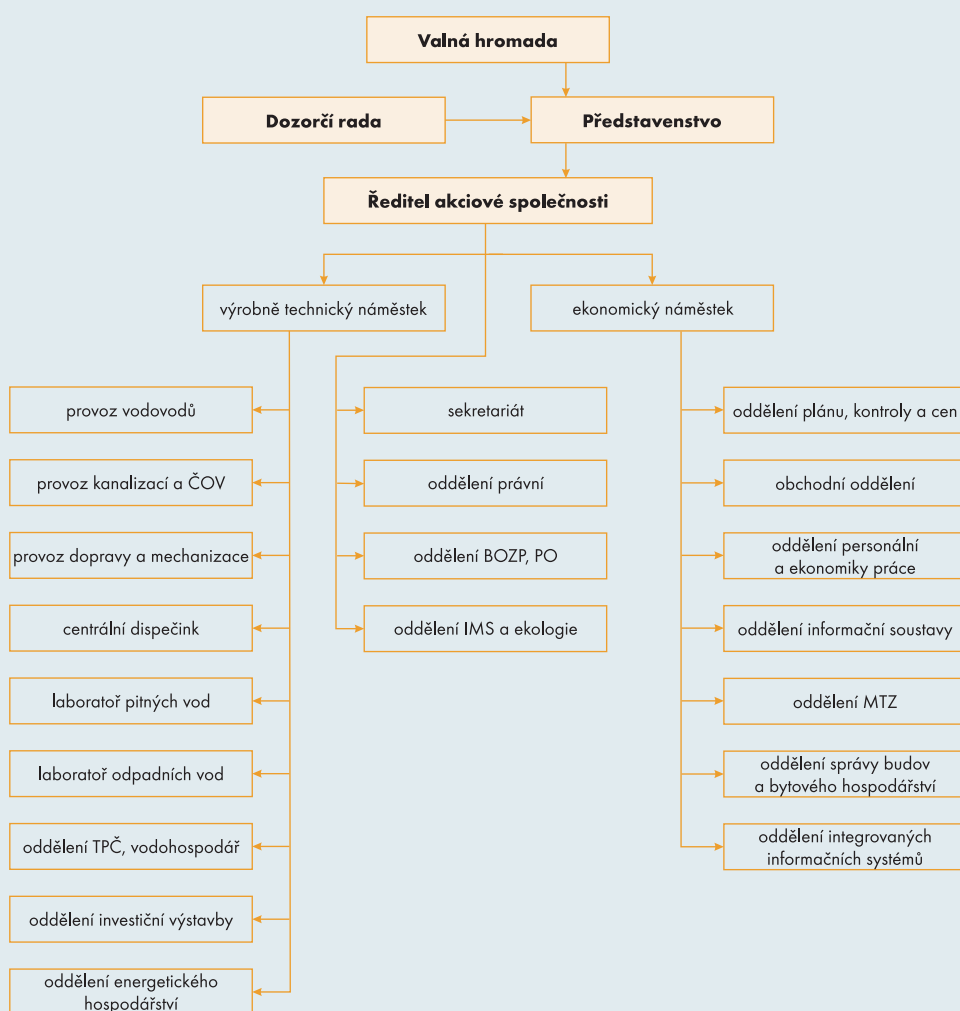 Valná hromada
Dozorčí rada
Představenstvo
Ředitel akciové společnosti
výrobně technický náměstek
ekonomický náměstek
provoz vodovodů
provoz kanalizací a ČOV
provoz dopravy a mechanizace
centrální dispečink
laboratoř pitných vod
laboratoř odpadních vod
oddělení TPČ, vodohospodář
oddělení investiční výstavby
oddělení energetického
hospodářství
sekretariát
oddělení právní
oddělení BOZP, PO
oddělení IMS a ekologie
oddělení plánu, kontroly a cen
obchodní oddělení
oddělení personální
a ekonomiky práce
oddělení informační soustavy
oddělení MTZ
oddělení správy budov
a bytového hospodářství
oddělení integrovaných
informačních systémů